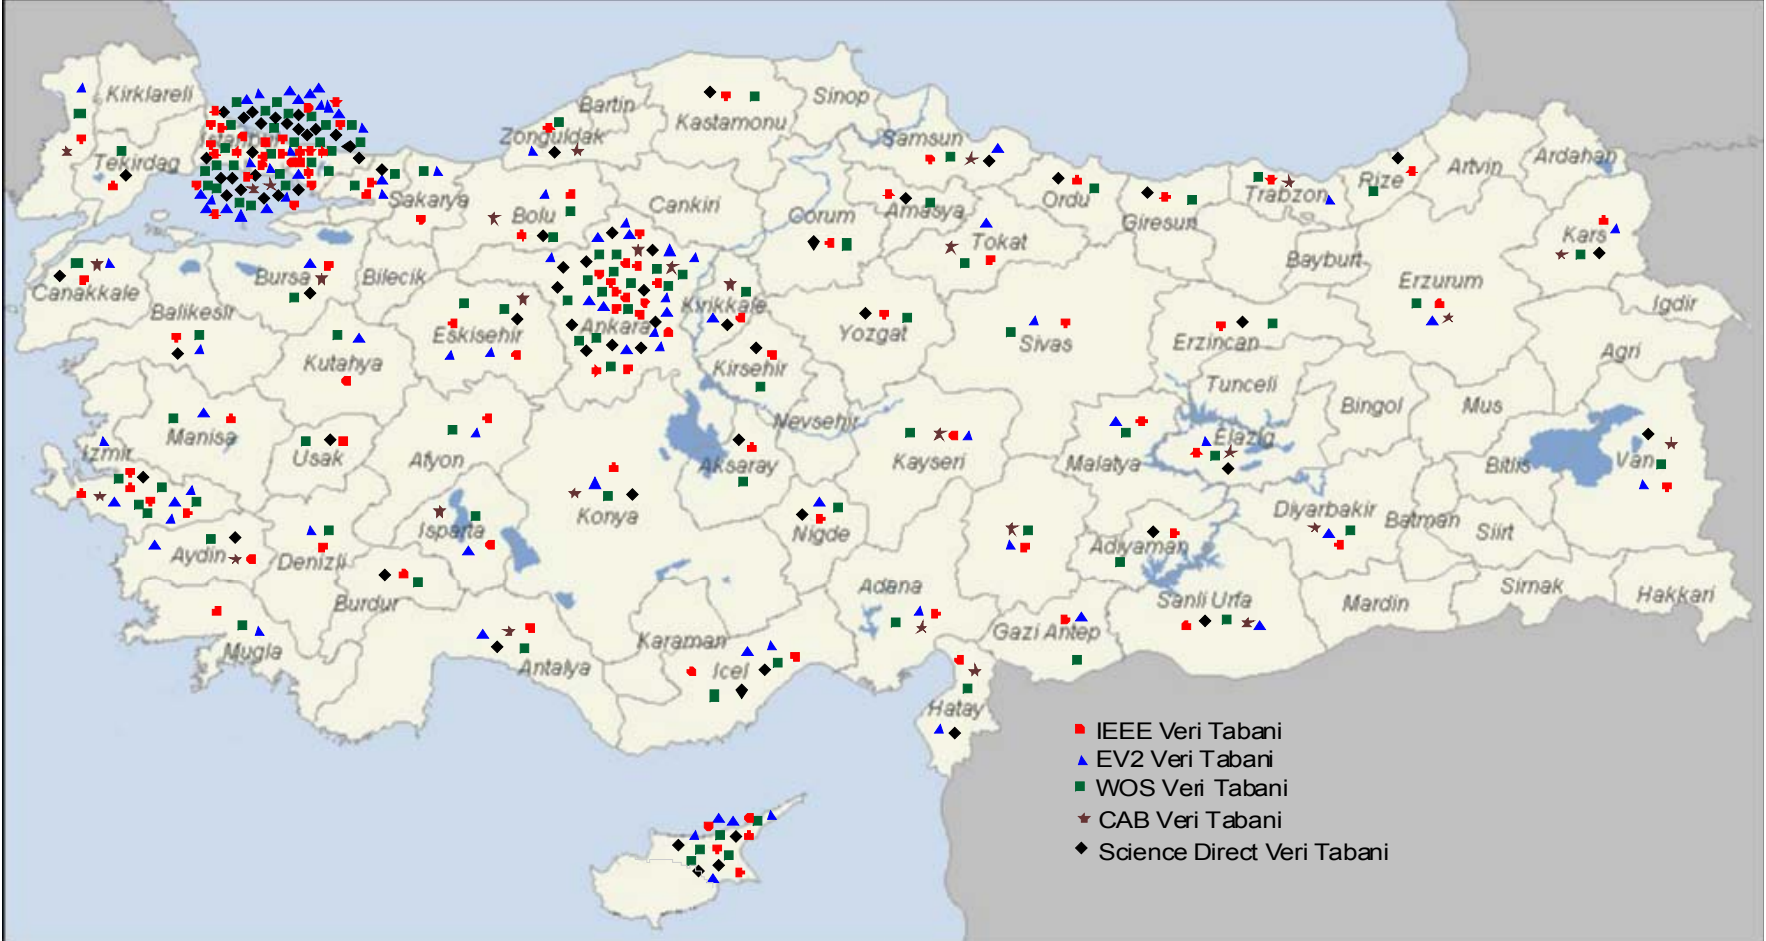 Kirklareli
Bartin
Sinop
Kastamonu
Zonguldak
Samsun
Istanbul
Tekirdag
Artvin
Ardahan
Rize
Trabzon
Sakarya
Bolu
Cankiri
Corum
Amasya
Ordu
Giresun
Tokat
Kars
Bursa
Bilecik
Bayburt
Erzurum
Canakkale
Balikesir
Igdir
Kirikkale
Eskisehir
Ankara
Yozgat
Sivas
Erzincan
Agri
Kutahya
Kirsehir
Tunceli
Nevsehir
Bingol
Mus
Manisa
Izmir
Usak
Afyon
Aksaray
Kayseri
Malatya
Elazig
Bitlis
Van
Konya
Diyarbakir
Batman
Siirt
Isparta
Nigde
Adiyaman
Aydin
Denizli
Adana
Sirnak
Hakkari
Burdur
Sanli Urfa
Mardin
Gazi Antep
Karaman
Mugla
Antalya
Icel
Hatay
IEEE Veri Tabani
EV2 Veri Tabani
WOS Veri Tabani
CAB Veri Tabani
Science Direct Veri Tabani